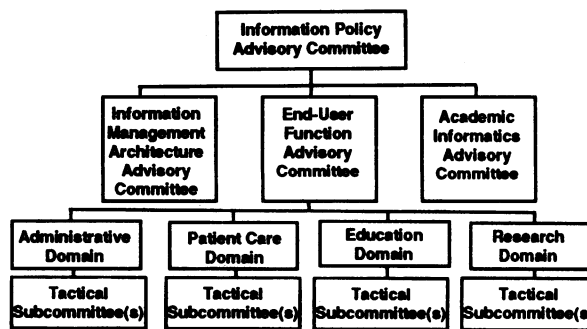 Information Policy
Advisory Committee
Information
Management
Architecture
Advisory
Committee
End-User
Function
Advisory
Committee
Academic
Informatics
Advisory
Committee
Administrative
Domain
Patient Care
Domain
Education
Domain
Research
Domain
Tactical
Subcommittee(s)
Tactical
Subcommittee(s)
Tactical
Subcommittee(s)
Tactical
Subcommittee(s)